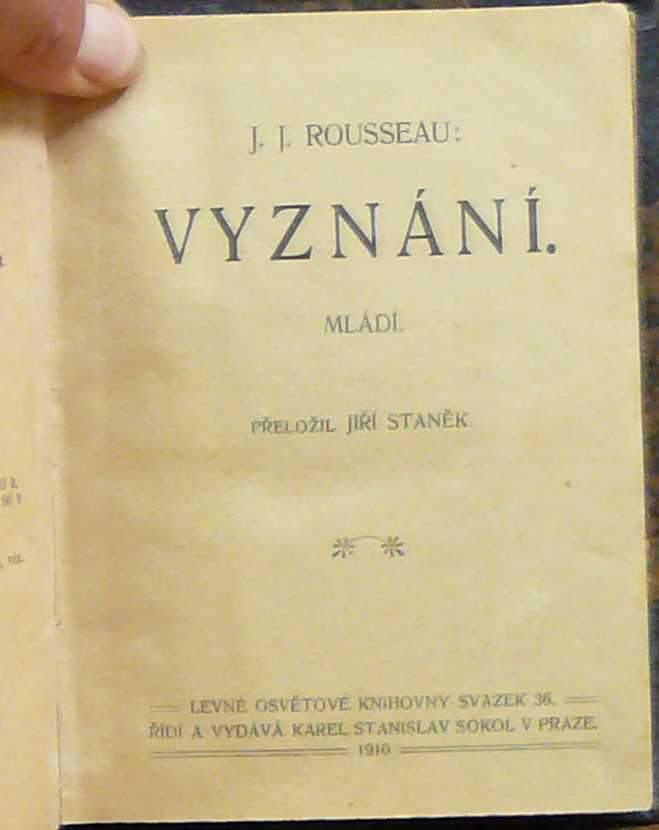 J. J. ROUSSEAU:
VYZNÁNÍ.
MLÁDÍ.
PŘELOŽIL JIŘÍ STANĚK.
LEVNÉ OSVĚTOVÉ KNIHOVNY SVAZEK 36.
ŘÍDÍ A VYDÁVÁ KAREL STANISLAV SOKOL V PRAZE.
1910